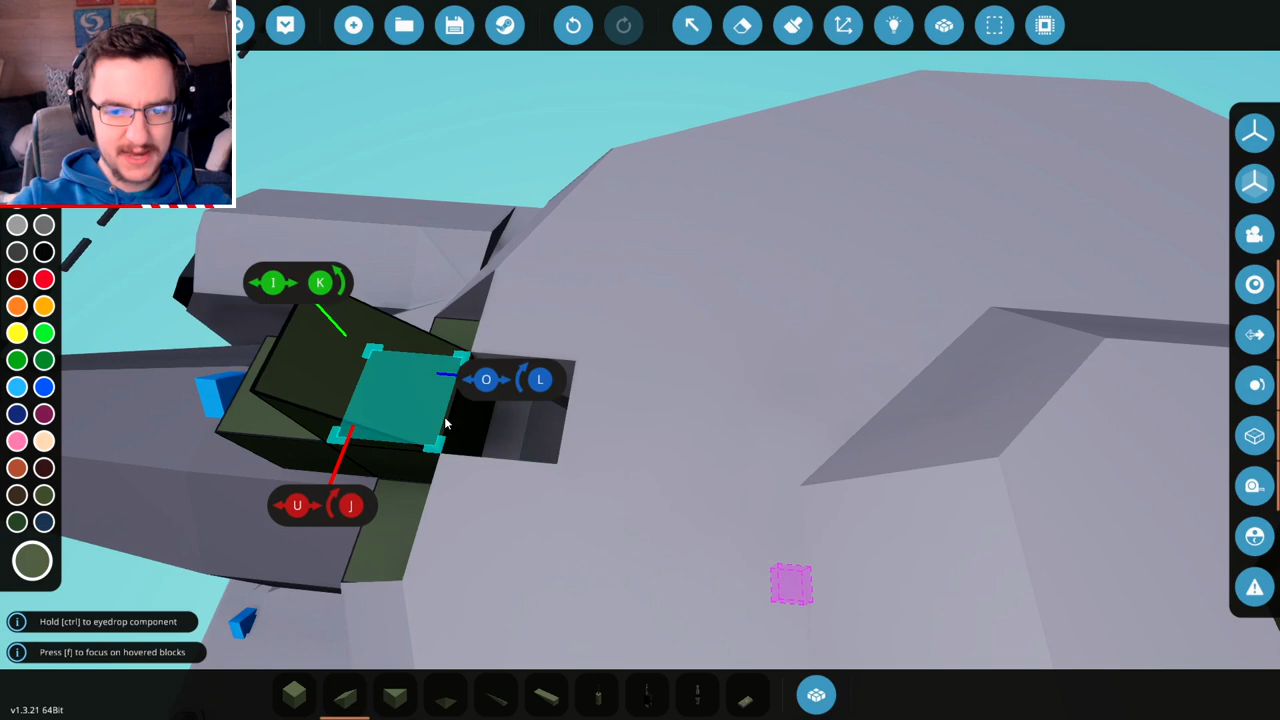 I K
O L
U J
Hold [ctrl] to eyedrop component
Press [f] to focus on hovered blocks
v1.3.21 64Bit